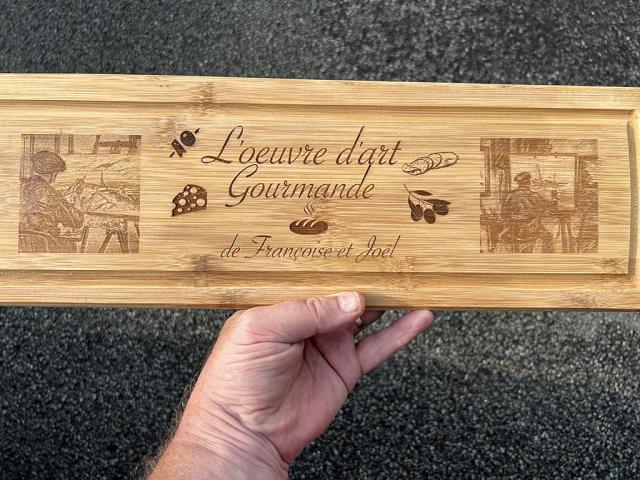 L'oeuvre d'art
Gourmande
de Françoise et Joël